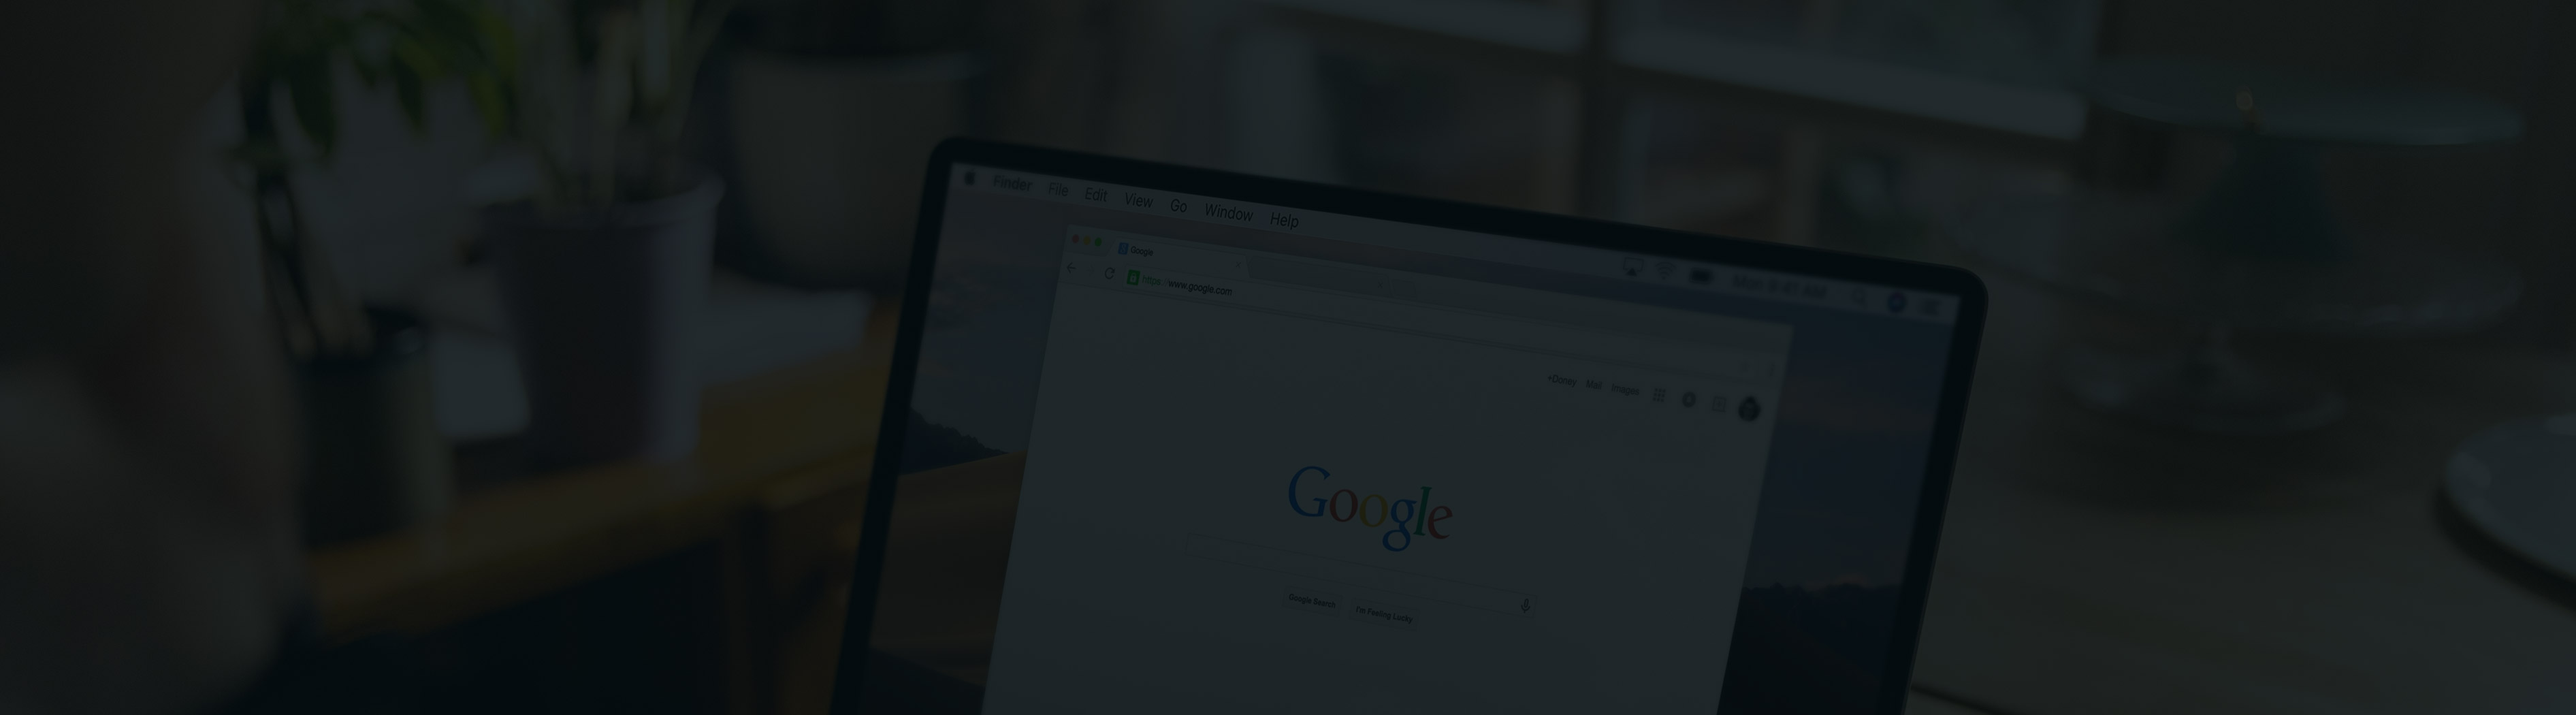 Finder File Edit View Go Window Help
Google
https://www.google.com
+Doney Mail Images
Google
Google Search I'm Feeling Lucky